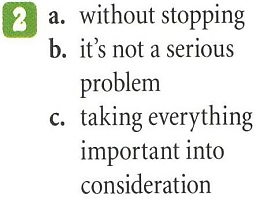 2 a. without stopping
b. it's not a serious
problem
c. taking everything
important into
consideration